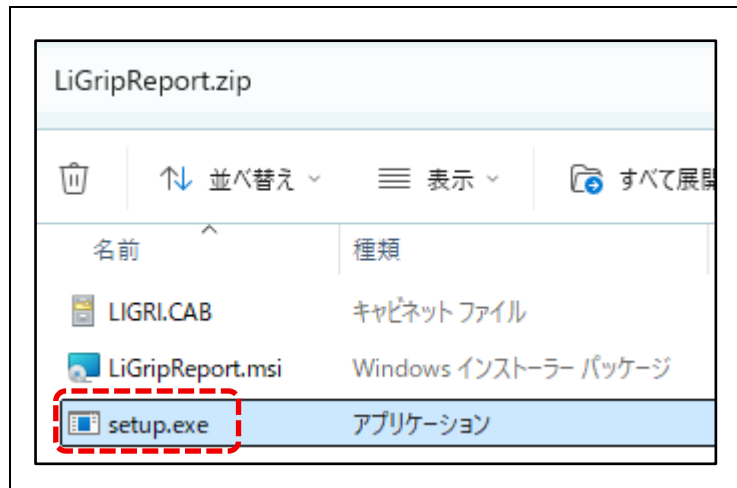 LiGripReport.zip
並べ替え 表示 すべて展開
名前 種類
LIGRI.CAB キャビネット ファイル
LiGripReport.msi Windows インストーラー パッケージ
setup.exe アプリケーション